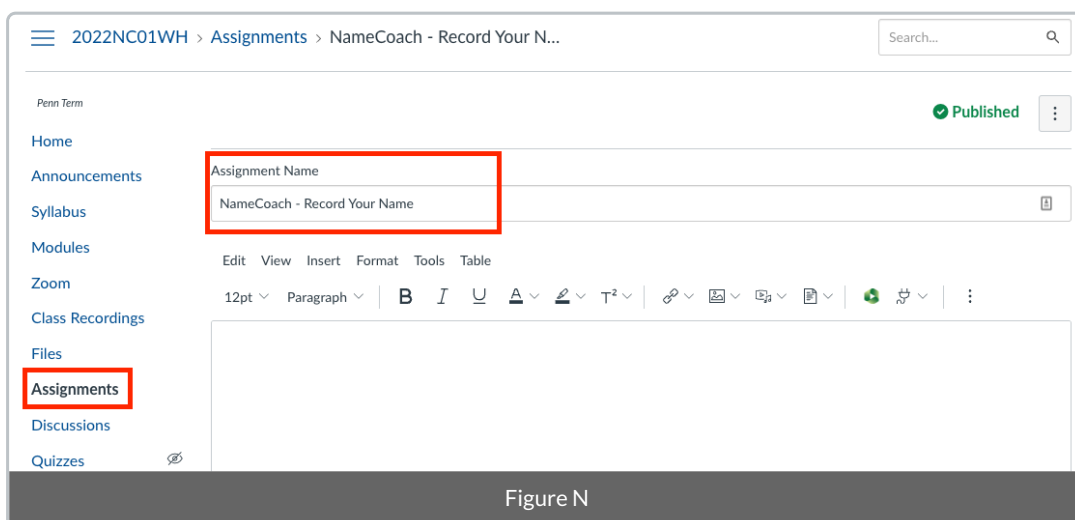 2022NC01WH > Assignments > NameCoach - Record Your N...
Search...
Penn Term
Published
Home
Announcements
Syllabus
Modules
Zoom
Class Recordings
Files
Assignments
Discussions
Quizzes
Assignment Name
NameCoach - Record Your Name
Edit View Insert Format Tools Table
12pt Paragraph B I U A T²
Figure N